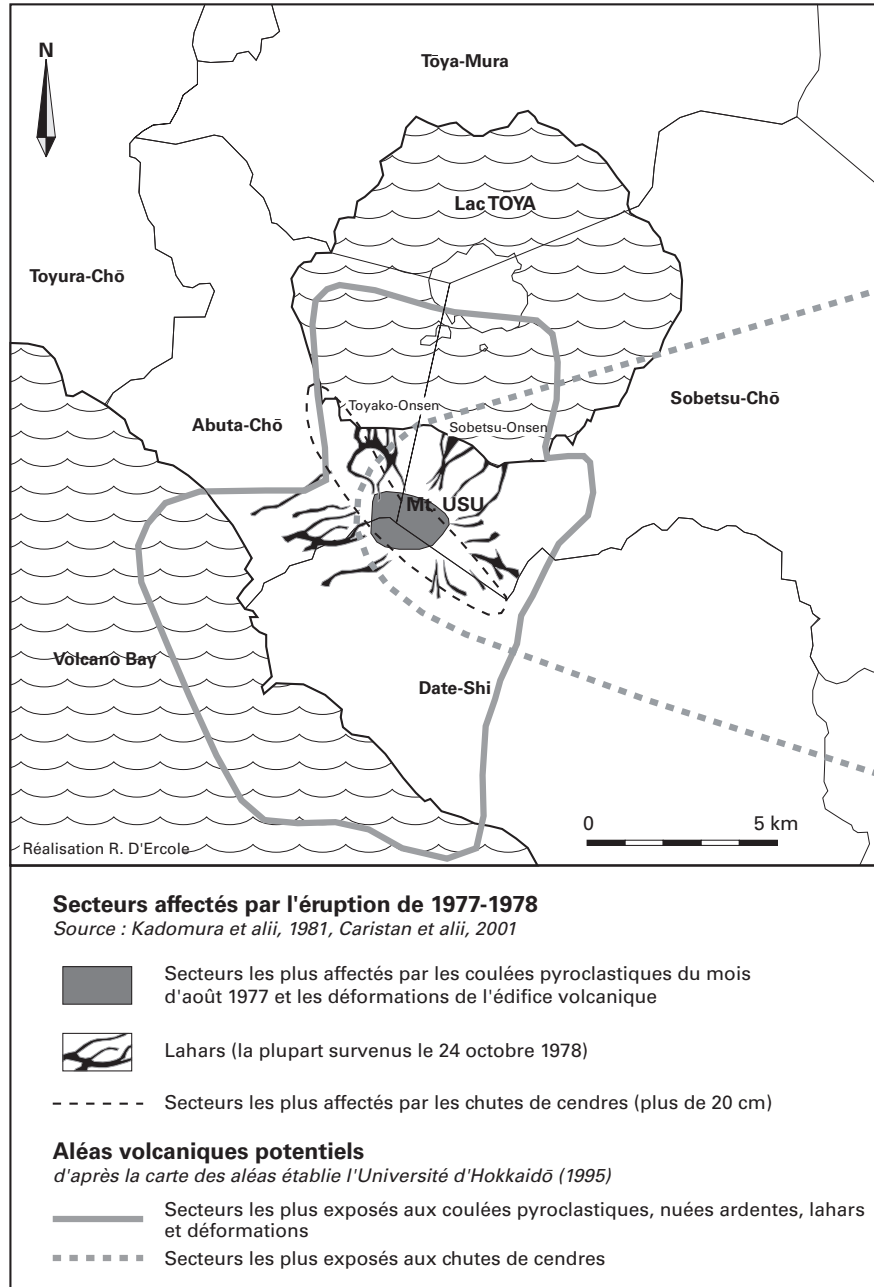 N
Tōya-Mura
Lac TŌYA
Toyura-Chō
Sobetsu-Chō
Abuta-Chō
Toyako-Onsen
Sobetsu-Onsen
Mt. USU
Volcano Bay
Date-Shi
0 5 km
Réalisation R. D'Ercole
Secteurs affectés par l'éruption de 1977-1978
Source : Kadomura et alii, 1981, Caristan et alii, 2001
Secteurs les plus affectés par les coulées pyroclastiques du mois
d'août 1977 et les déformations de l'édifice volcanique
Lahars (la plupart survenus le 24 octobre 1978)
Secteurs les plus affectés par les chutes de cendres (plus de 20 cm)
Aléas volcaniques potentiels
d'après la carte des aléas établie l'Université d'Hokkaidō (1995)
Secteurs les plus exposés aux coulées pyroclastiques, nuées ardentes, lahars
et déformations
Secteurs les plus exposés aux chutes de cendres